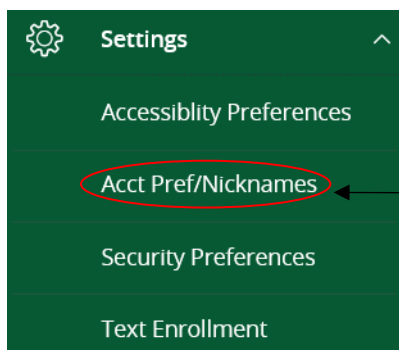 Settings
Accessiblity Preferences
Acct Pref/Nicknames
Security Preferences
Text Enrollment